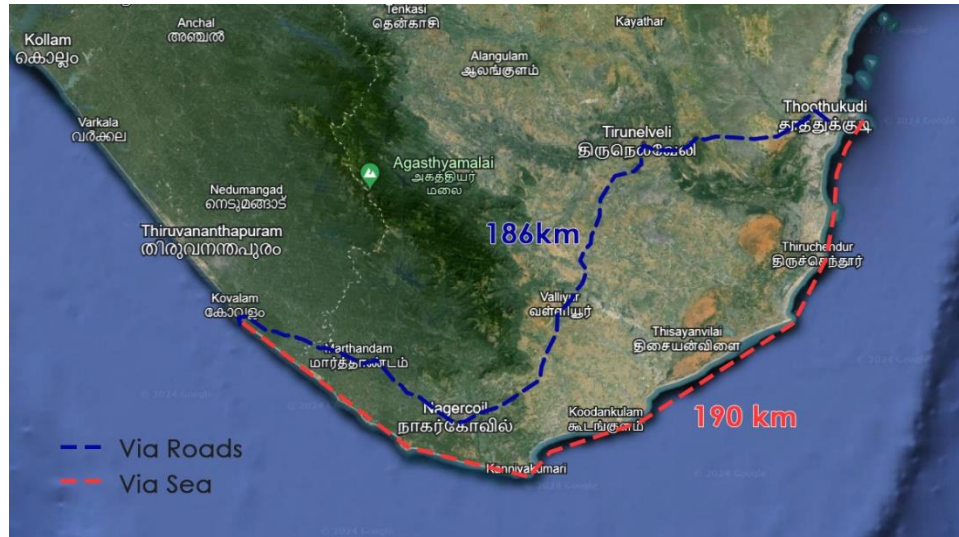 Tenkasi
தென்காசி
Kayathar
Anchal
അഞ്ചൽ
Kollam
കൊല്ലം
Alangulam
ஆலங்குளம்
Varkala
വർക്കല
Thoothukudi
தூத்துக்குடி
Tirunelveli
திருநெல்வேலி
Agasthyamalai
அகத்தியர்
மலை
Nedumangad
നെടുമങ്ങാട്
Thiruvananthapuram
തിരുവനന്തപുരം
186km
Thiruchendur
திருச்செந்தூர்
Kovalam
കോവളം
Valliyur
வள்ளியூர்
Thisayanvilai
திசையன்விளை
Marthandam
மார்த்தாண்டம்
Nagercoil
நாகர்கோவில்
Koodankulam
கூடங்குளம்
190 km
Kanniyakumari
Via Roads
Via Sea